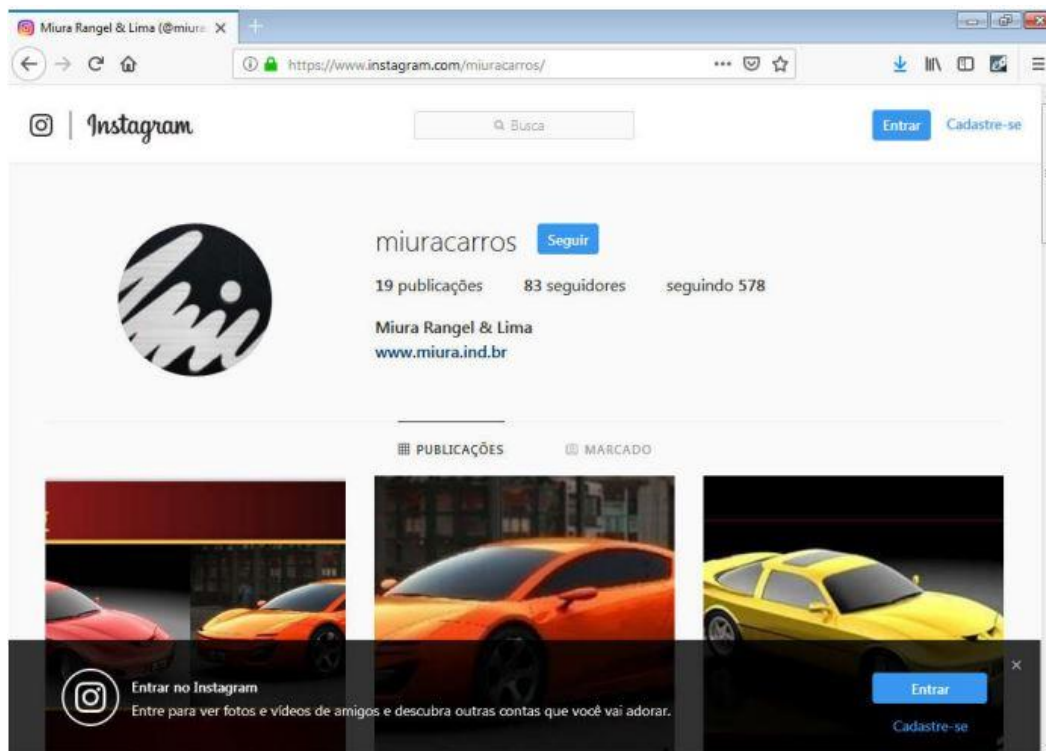 Miura Rangel & Lima (@miura
https://www.instagram.com/miuracarros/
Instagram
Busca
Entrar
Cadastre-se
miuracarros
Seguir
19 publicações 83 seguidores seguindo 578
Miura Rangel & Lima
www.miura.ind.br
PUBLICAÇÕES
MARCADO
Entrar no Instagram
Entre para ver fotos e vídeos de amigos e descubra outras contas que você vai adorar.
Entrar
Cadastre-se